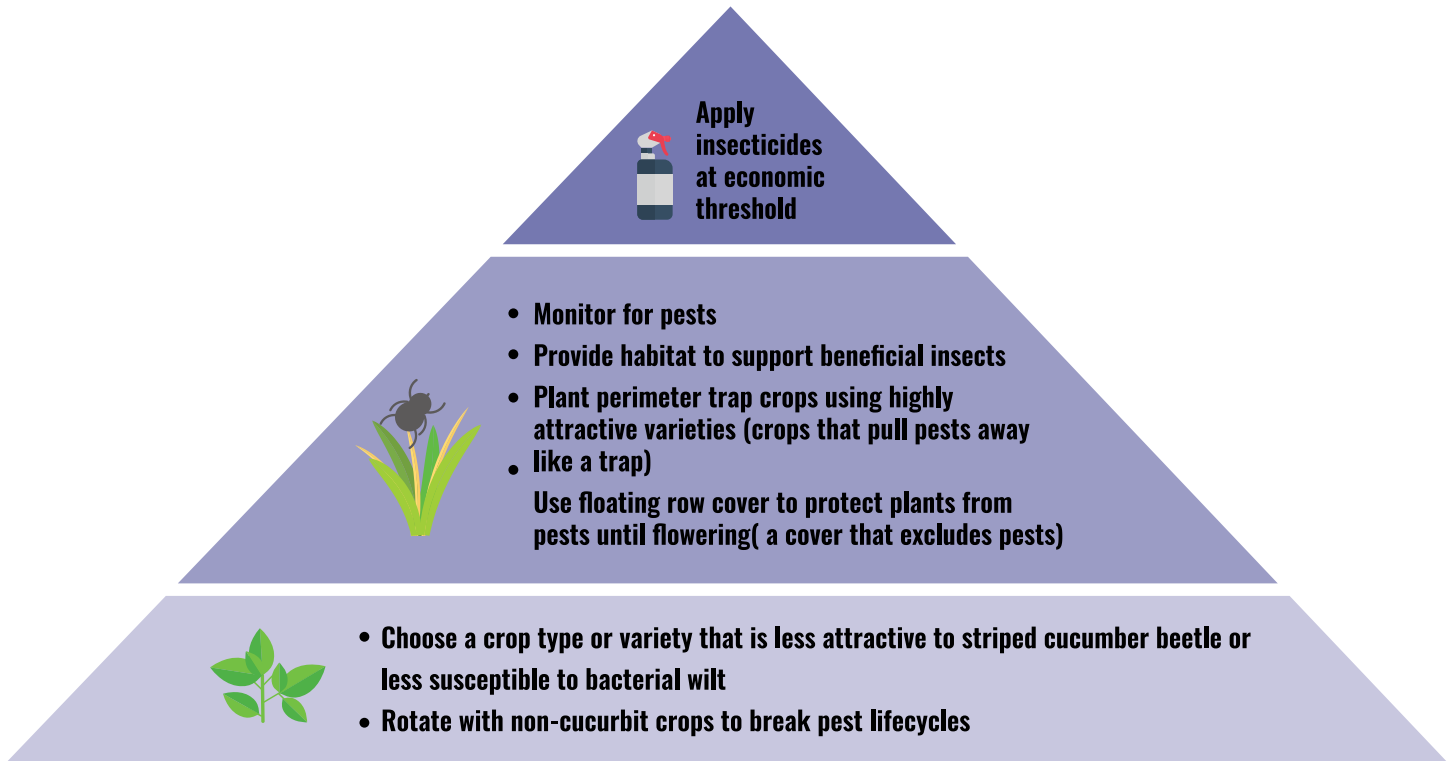 Apply
insecticides
at economic
threshold
• Monitor for pests
• Provide habitat to support beneficial insects
• Plant perimeter trap crops using highly
attractive varieties (crops that pull pests away
• like a trap)
Use floating row cover to protect plants from
pests until flowering( a cover that excludes pests)
• Choose a crop type or variety that is less attractive to striped cucumber beetle or
less susceptible to bacterial wilt
• Rotate with non-cucurbit crops to break pest lifecycles